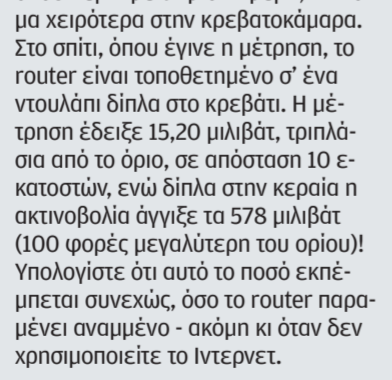 μα χειρότερα στην κρεβατοκάμαρα.
Στο σπίτι, όπου έγινε η μέτρηση, το
router είναι τοποθετημένο σ' ένα
ντουλάπι δίπλα στο κρεβάτι. Η μέ-
τρηση έδειξε 15,20 μιλιβάτ, τριπλά-
σια από το όριο, σε απόσταση 10 ε-
κατοστών, ενώ δίπλα στην κεραία η
ακτινοβολία άγγιξε τα 578 μιλιβάτ
(100 φορές μεγαλύτερη του ορίου)!
Υπολογίστε ότι αυτό το ποσό εκπέ-
μπεται συνεχώς, όσο το router παρα-
μένει αναμμένο - ακόμη κι όταν δεν
χρησιμοποιείτε το Ιντερνετ.